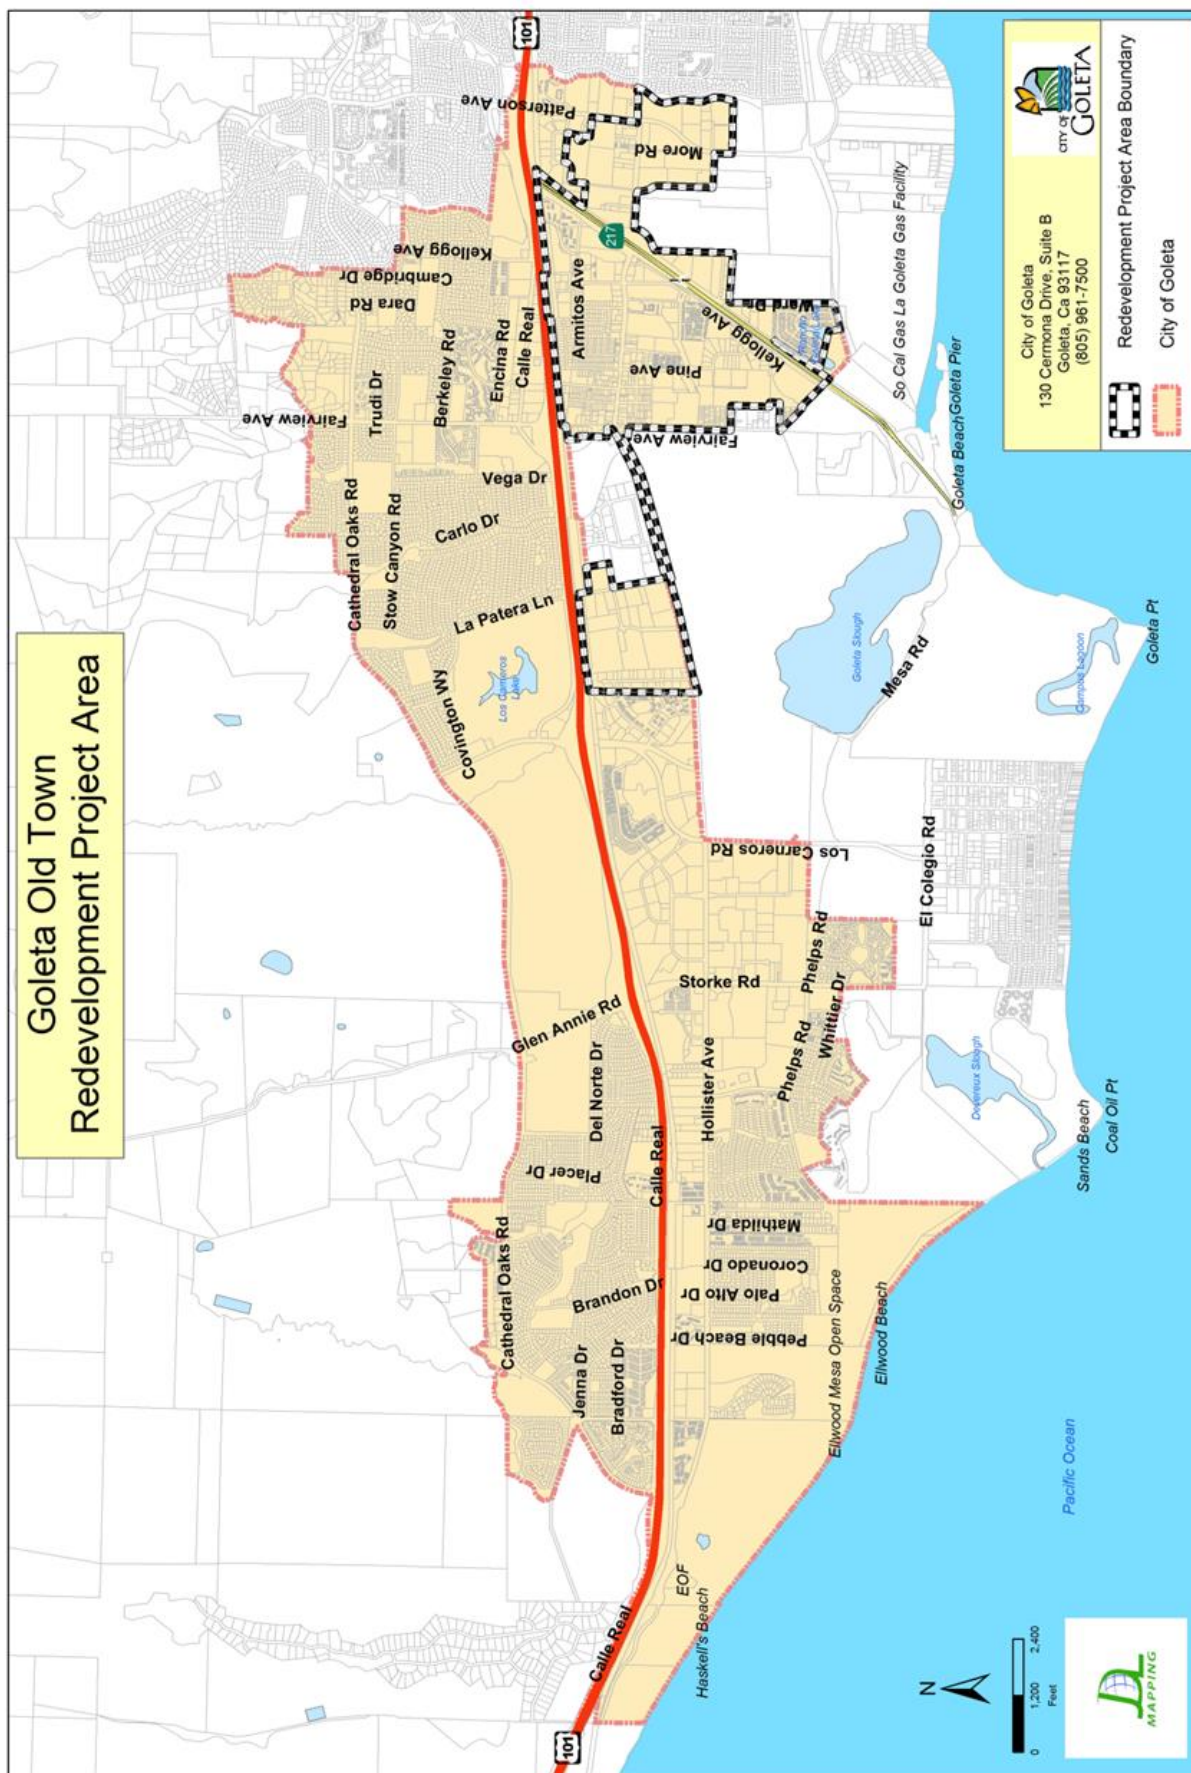 Goleta Old Town
Redevelopment Project Area
101
Patterson Ave
More Rd
Kellogg Ave
Cambridge Dr
Dara Rd
Fairview Ave
Trudi Dr
Berkeley Rd
Encina Rd
Calle Real
Armitos Ave
217
Ward Dr
Kellogg Ave
Pine Ave
Fairview Ave
Vega Dr
Carlo Dr
Cathedral Oaks Rd
Stow Canyon Rd
La Patera Ln
Covington Wy
Los Carneros
Lake
So Cal Gas La Goleta Gas Facility
Goleta Beach
Goleta Pier
Goleta Slough
Mesa Rd
Campus Lagoon
Goleta Pt
Los Carneros Rd
El Colegio Rd
Phelps Rd
Storke Rd
Whittier Dr
Phelps Rd
Glen Annie Rd
Del Norte Dr
Hollister Ave
Placer Dr
Calle Real
Devereux Slough
Sands Beach
Coal Oil Pt
Cathedral Oaks Rd
Mathilda Dr
Coronado Dr
Palo Alto Dr
Pebble Beach Dr
Brandon Dr
Jenna Dr
Bradford Dr
Ellwood Mesa Open Space
Ellwood Beach
Pacific Ocean
EOF
Haskell's Beach
Calle Real
101
N
0
1,200
2,400
Feet
JDL
MAPPING
CITY OF
GOLETA
City of Goleta
130 Cermona Drive, Suite B
Goleta, Ca 93117
(805) 961-7500
Redevelopment Project Area Boundary
City of Goleta